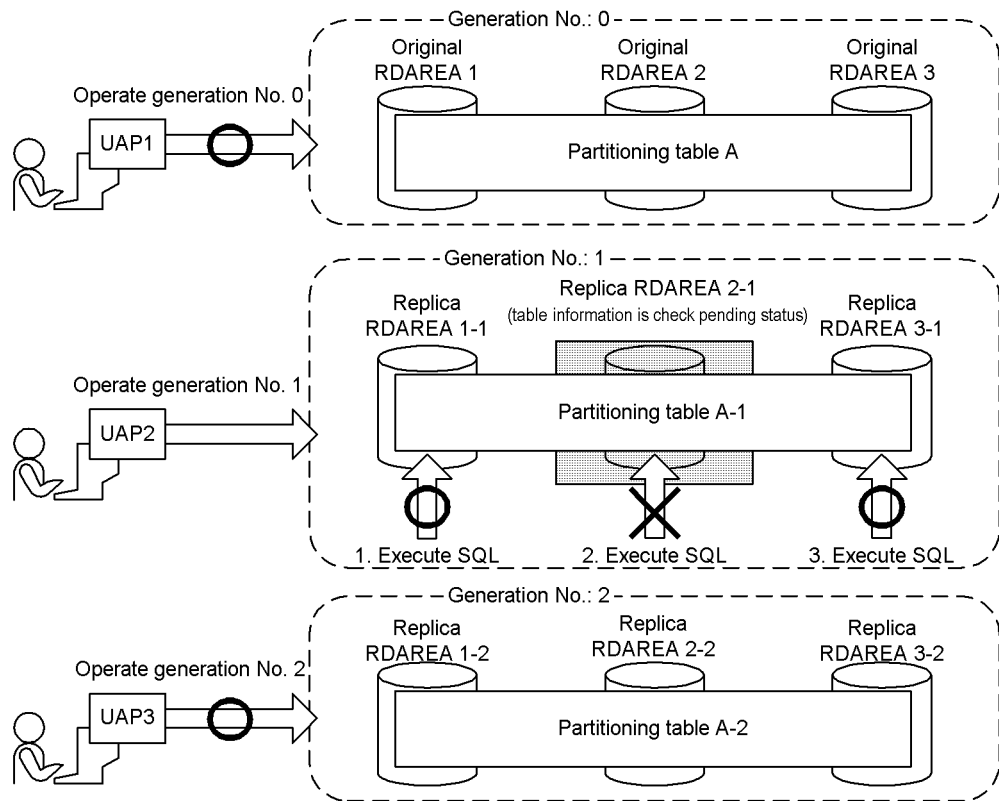 Generation No.: 0
Original
RDAREA 1
Original
RDAREA 2
Original
RDAREA 3
Operate generation No. 0
UAP1
Partitioning table A
Generation No.: 1
Replica
RDAREA 1-1
Replica RDAREA 2-1
(table information is check pending status)
Replica
RDAREA 3-1
Operate generation No. 1
UAP2
Partitioning table A-1
1. Execute SQL
2. Execute SQL
3. Execute SQL
Generation No.: 2
Replica
RDAREA 1-2
Replica
RDAREA 2-2
Replica
RDAREA 3-2
Operate generation No. 2
UAP3
Partitioning table A-2